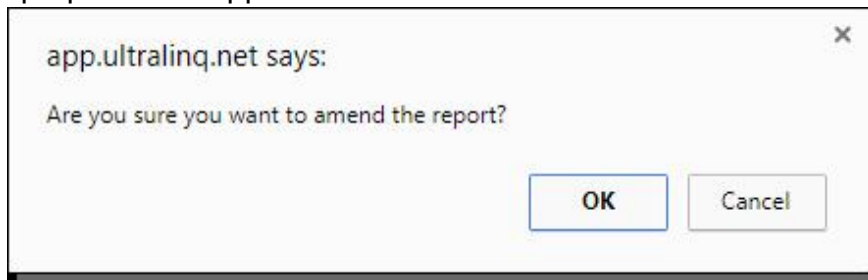 app.ultralinq.net says:
Are you sure you want to amend the report?
OK Cancel